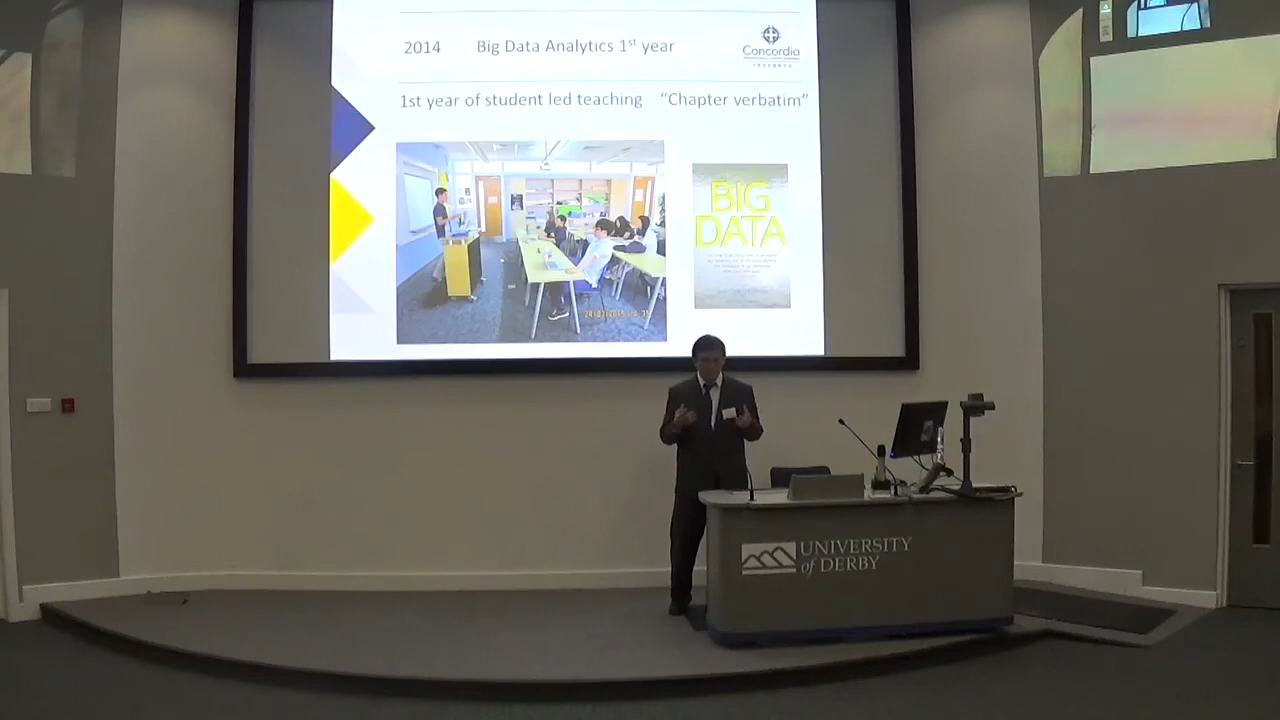 2014 Big Data Analytics 1st year
Concordia
1st year of student led teaching "Chapter verbatim"
BIG
DATA
UNIVERSITY
of DERBY